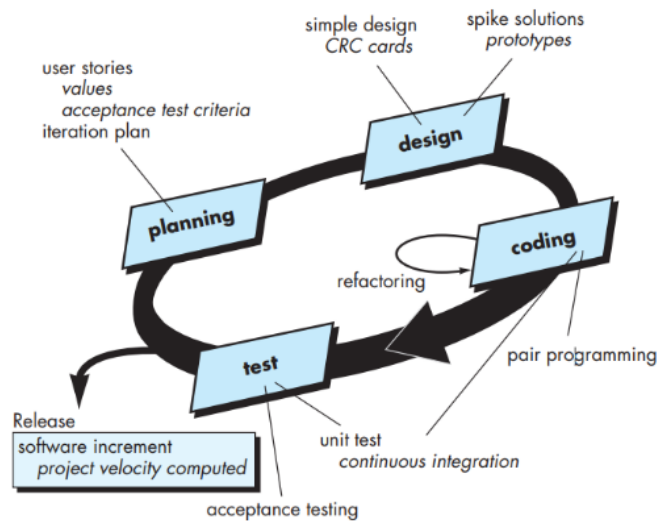 simple design
CRC cards
spike solutions
prototypes
user stories
values
acceptance test criteria
iteration plan
design
planning
coding
refactoring
test
pair programming
Release
software increment
project velocity computed
unit test
continuous integration
acceptance testing